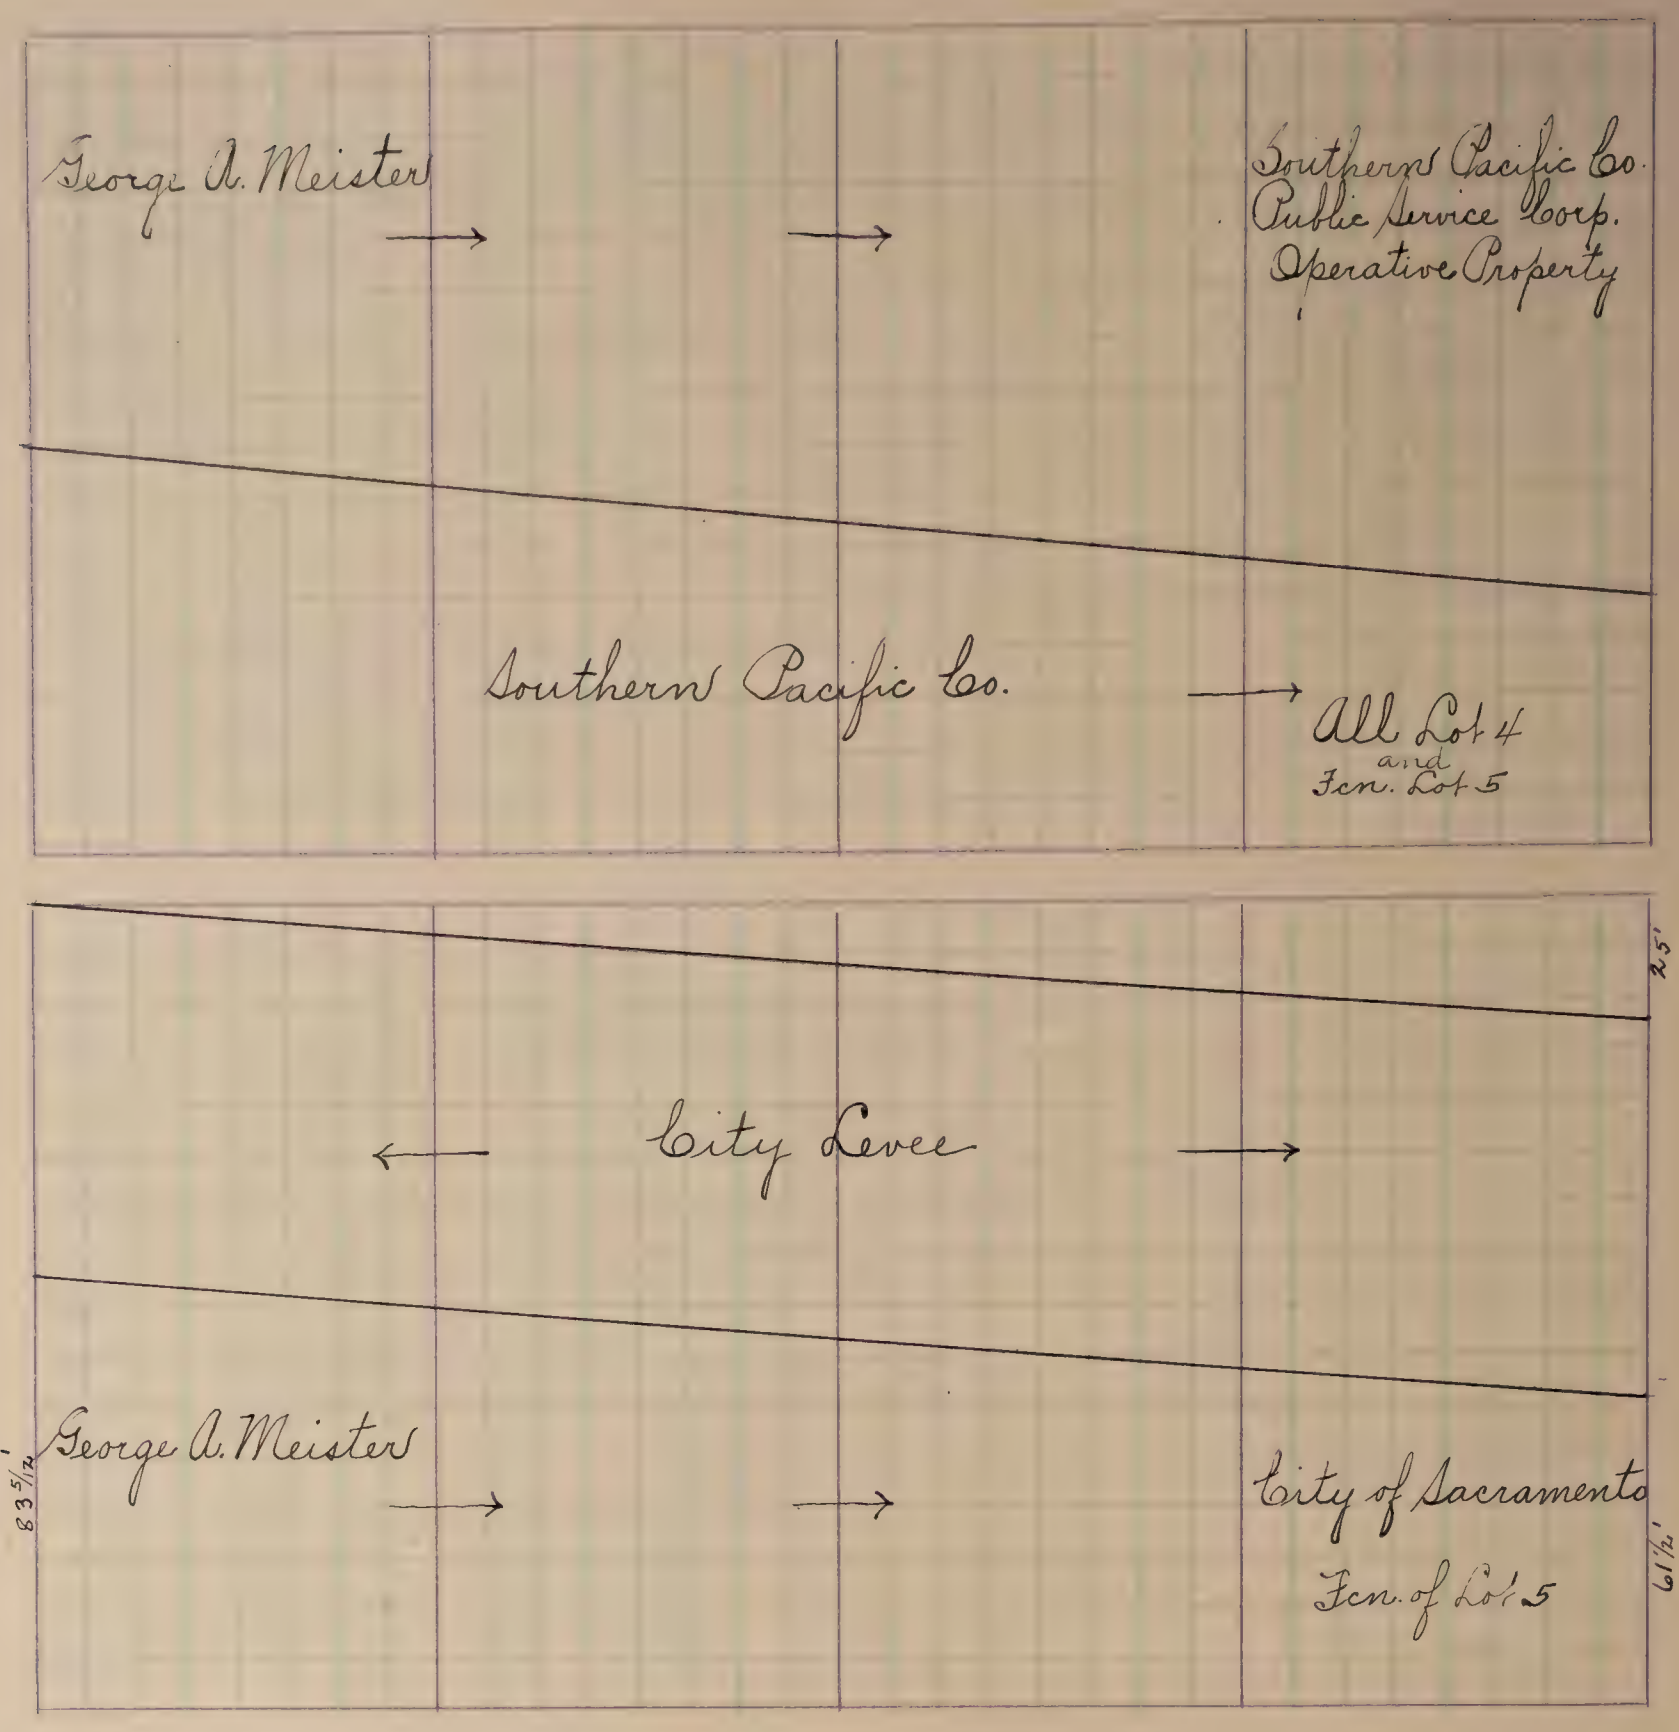 George A. Meister
Southern Pacific Co.
Public Service Corp.
Operative Property
Southern Pacific Co.
All Lot 4
and
Fcn. Lot 5
25'
City Levee
George A. Meister
83 5/12'
City of Sacramento
61 1/2'
Fcn. of Lot 5